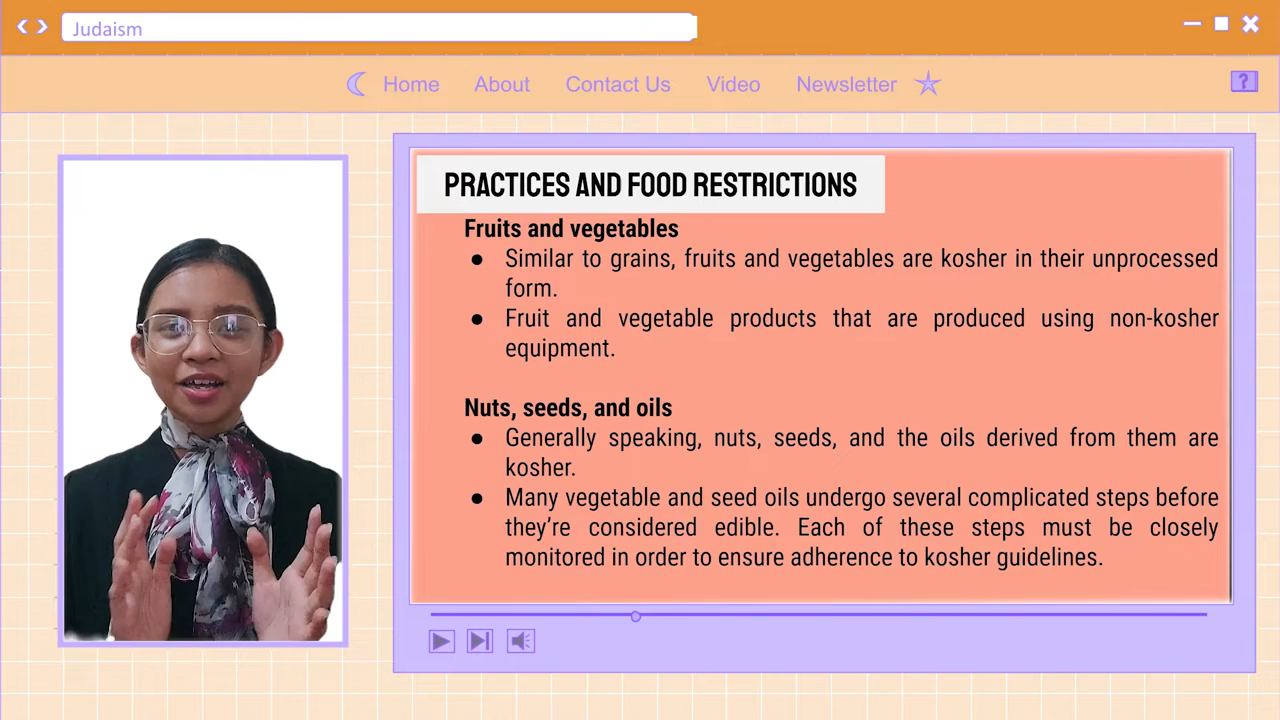 Judaism
Home About Contact Us Video Newsletter
?
PRACTICES AND FOOD RESTRICTIONS
Fruits and vegetables
● Similar to grains, fruits and vegetables are kosher in their unprocessed
form.
● Fruit and vegetable products that are produced using non-kosher
equipment.
Nuts, seeds, and oils
● Generally speaking, nuts, seeds, and the oils derived from them are
kosher.
● Many vegetable and seed oils undergo several complicated steps before
they're considered edible. Each of these steps must be closely
monitored in order to ensure adherence to kosher guidelines.